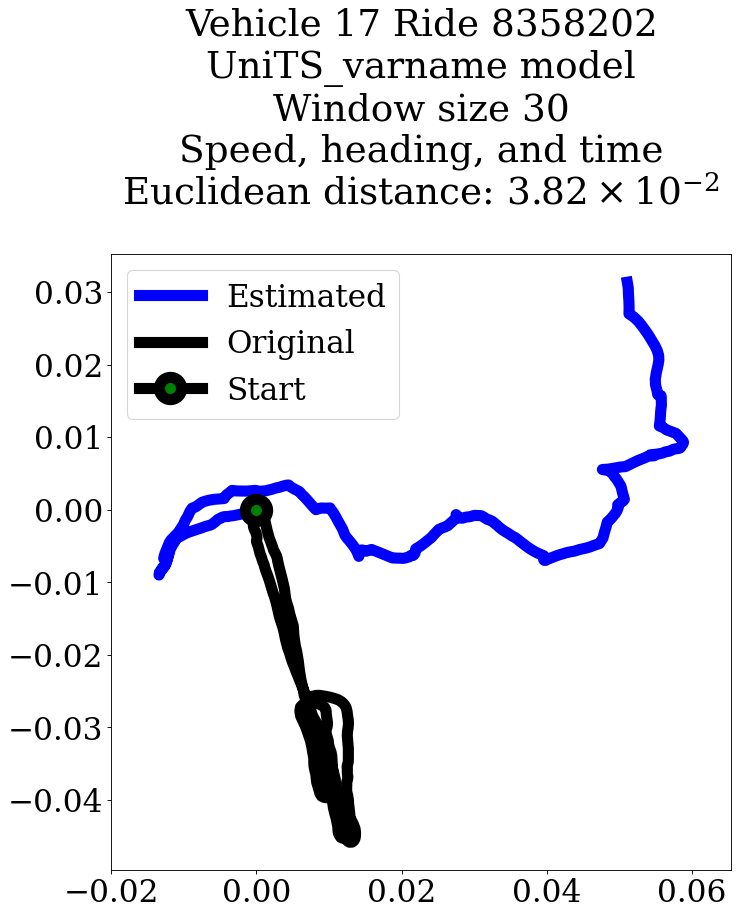 Vehicle 17 Ride 8358202
UniTS_varname model
Window size 30
Speed, heading, and time
Euclidean distance: 3.82 × 10⁻²
Estimated
Original
Start
0.03
0.02
0.01
0.00
−0.01
−0.02
−0.03
−0.04
−0.02 0.00 0.02 0.04 0.06